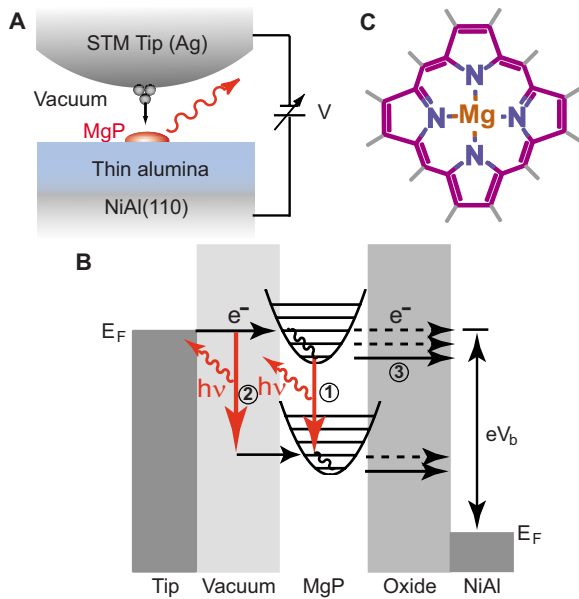 A
STM Tip (Ag)
Vacuum
MgP
Thin alumina
NiAl(110)
V
C
N
N
Mg
N
N
B
E_F
e⁻
e⁻
hν
②
hν
①
③
eV_b
E_F
Tip
Vacuum
MgP
Oxide
NiAl